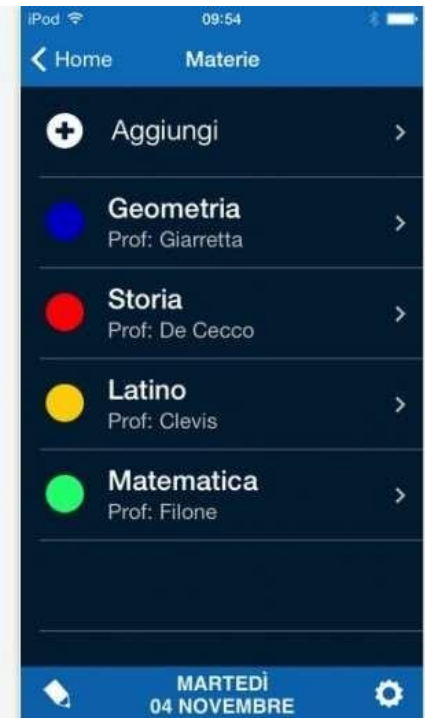 iPod 09:54
Home Materie
Aggiungi
Geometria
Prof: Giarretta
Storia
Prof: De Cecco
Latino
Prof: Clevis
Matematica
Prof: Filone
MARTEDÌ
04 NOVEMBRE